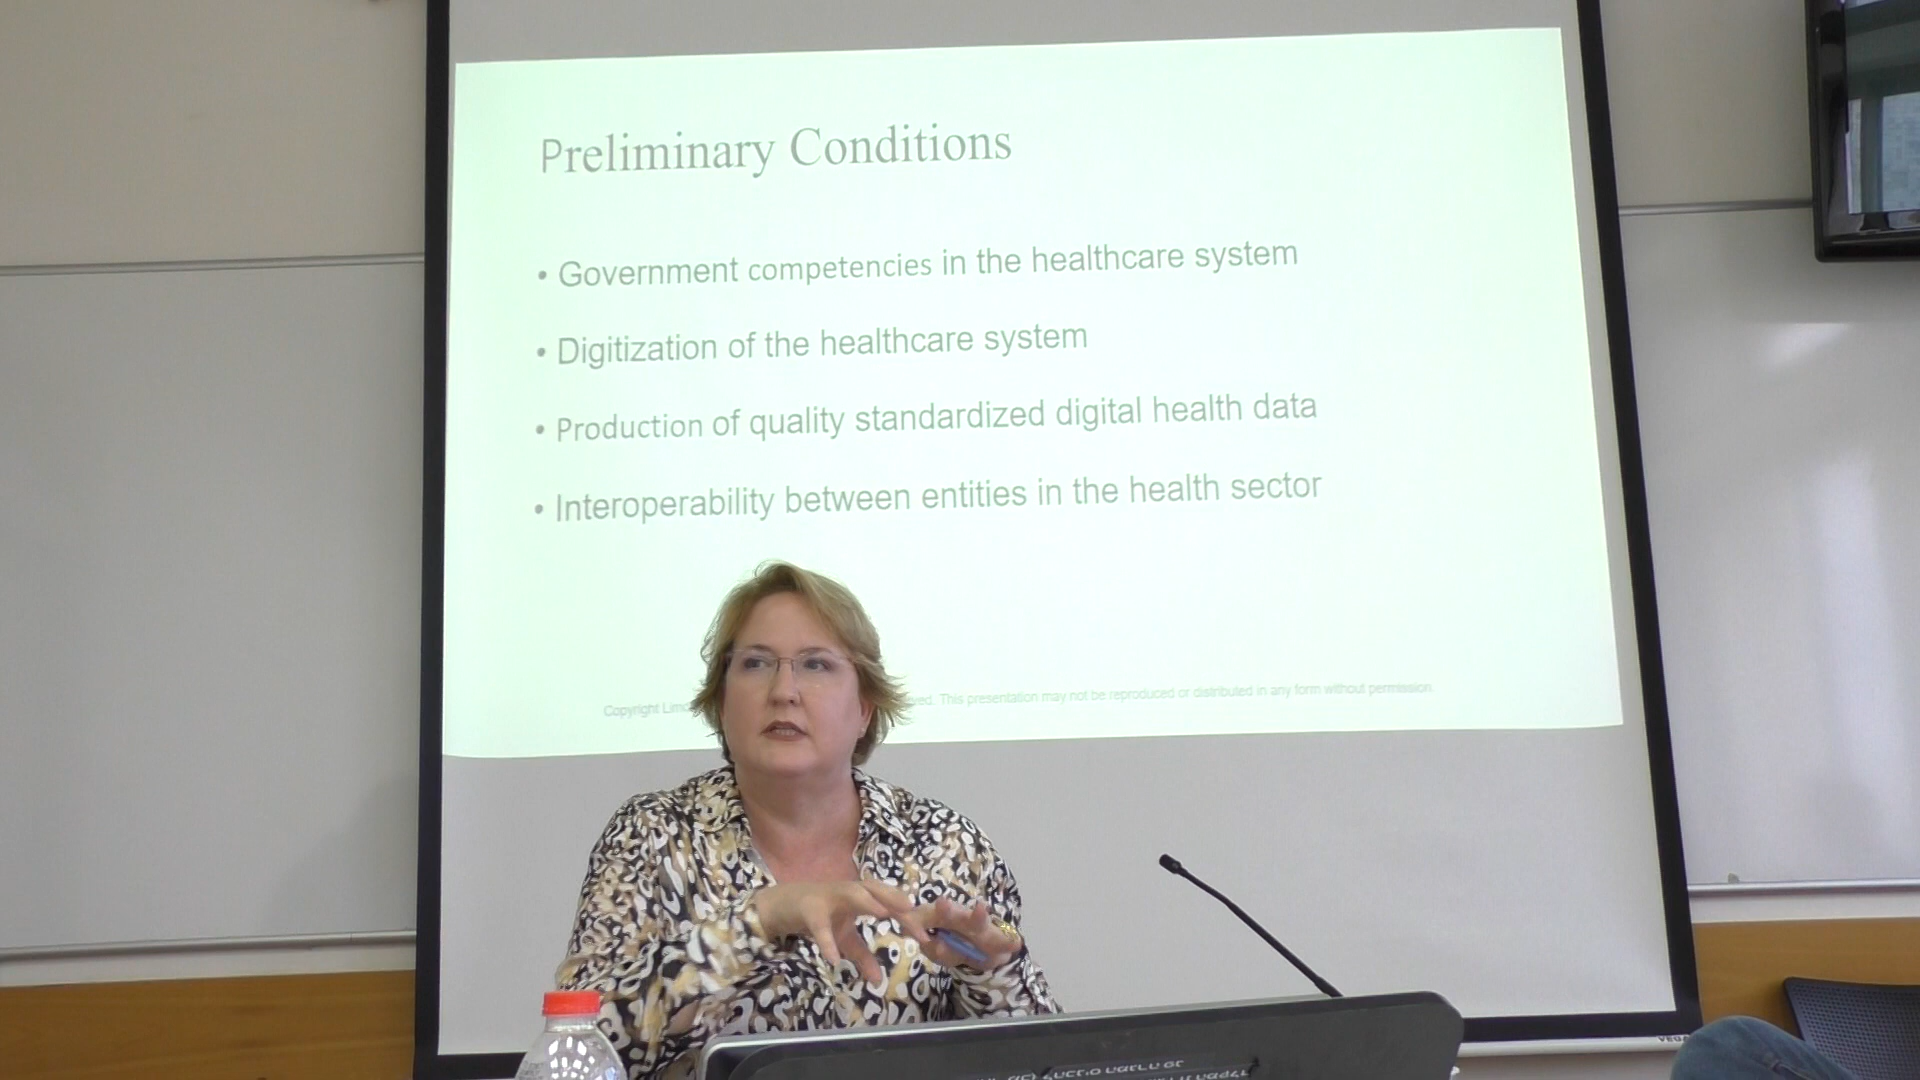 Preliminary Conditions
• Government competencies in the healthcare system
• Digitization of the healthcare system
• Production of quality standardized digital health data
• Interoperability between entities in the health sector
Copyright This presentation may not be reproduced or distributed in any form without permission.